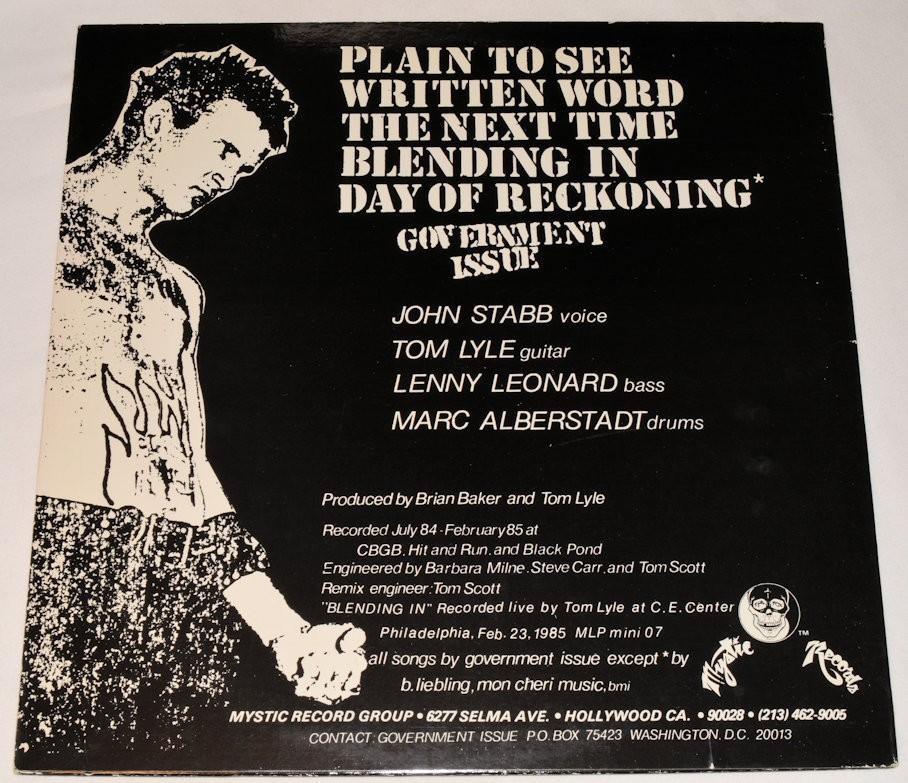 PLAIN TO SEE
WRITTEN WORD
THE NEXT TIME
BLENDING IN
DAY OF RECKONING*
GOVERNMENT
ISSUE
JOHN STABB voice
TOM LYLE guitar
LENNY LEONARD bass
MARC ALBERSTADT drums
Produced by Brian Baker and Tom Lyle
Recorded July 84-February 85 at
CBGB, Hit and Run, and Black Pond
Engineered by Barbara Milne, Steve Carr, and Tom Scott
Remix engineer: Tom Scott
"BLENDING IN" Recorded live by Tom Lyle at C.E. Center
Philadelphia, Feb. 23, 1985 MLP mini 07
all songs by government issue except * by
b. liebling, mon cheri music, bmi
TM
Mystic Records
MYSTIC RECORD GROUP • 6277 SELMA AVE. • HOLLYWOOD CA. • 90028 • (213) 462-9005
CONTACT: GOVERNMENT ISSUE P.O. BOX 75423 WASHINGTON, D.C. 20013